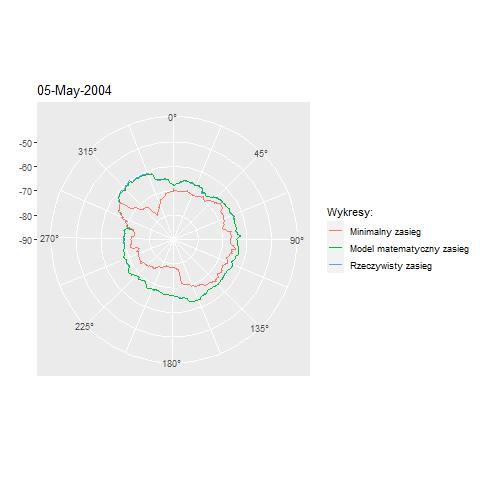 05-May-2004
0°
315°
45°
-50
-60
-70
-80
-90
270°
90°
225°
135°
180°
Wykresy:
Minimalny zasieg
Model matematyczny zasieg
Rzeczywisty zasieg